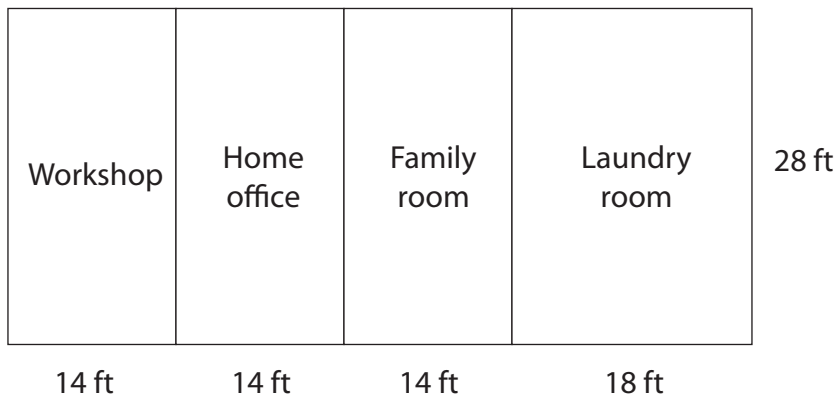 Workshop
Home
office
Family
room
Laundry
room
28 ft
14 ft
14 ft
14 ft
18 ft